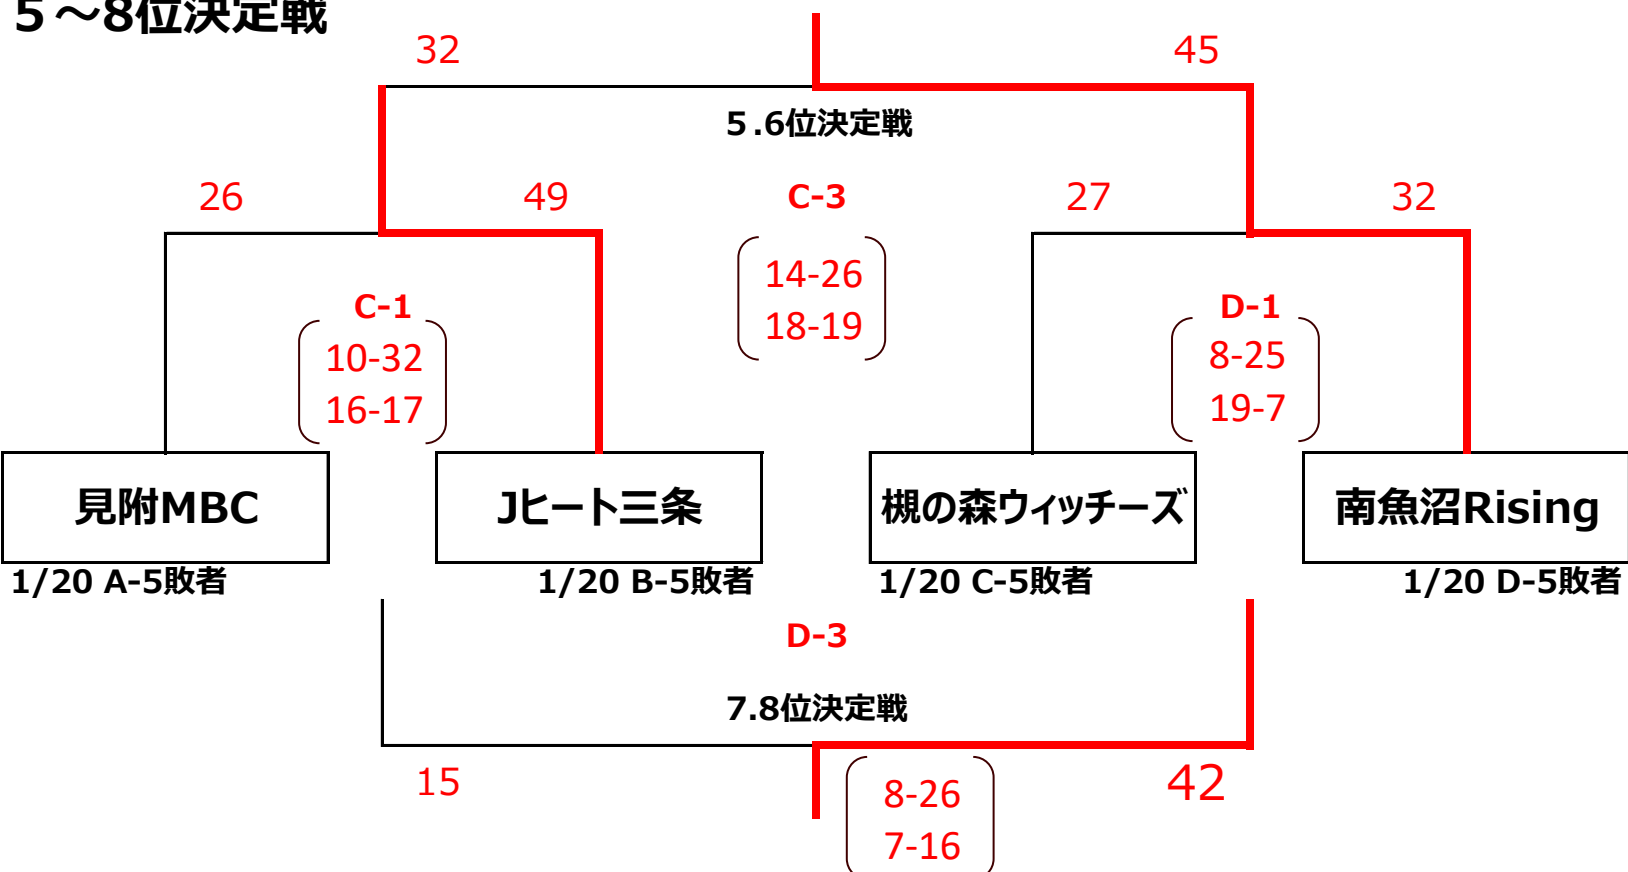 ５～8位決定戦
32
45
５.6位決定戦
26
49
C-3
27
32
14-26
18-19
C-1
10-32
16-17
D-1
8-25
19-7
見附MBC
Jヒート三条
槻の森ウィッチーズ
南魚沼Rising
1/20 A-5敗者
1/20 B-5敗者
1/20 C-5敗者
1/20 D-5敗者
D-3
7.8位決定戦
15
42
8-26
7-16